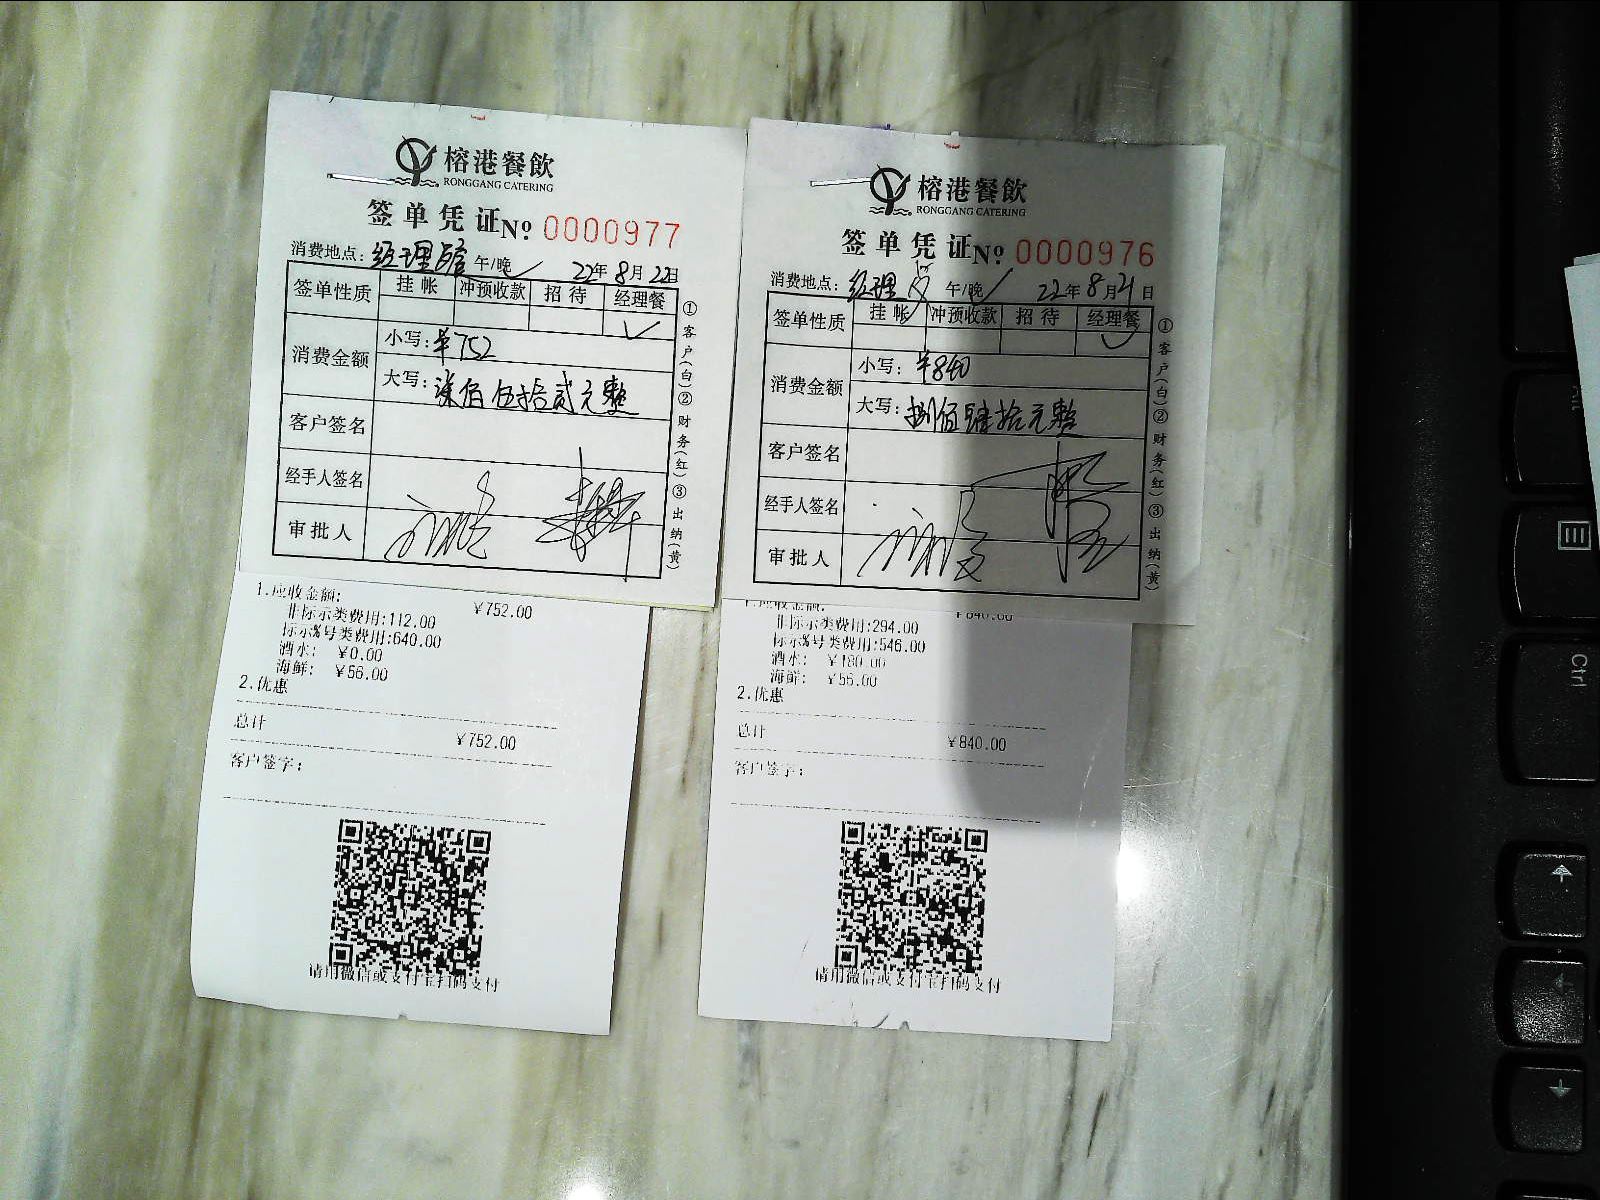 榕港餐飲
RONGGANG CATERING
签单凭证№ 0000977
消费地点: 经理 午/晚 22年8月22日
签单性质 挂帐 冲预收款 招待 经理餐
消费金额 小写: ¥752
大写: 柒佰伍拾贰元整
客户签名
经手人签名
审批人
①客户(白)②财务(红)③出纳(黄)
1.应收金额: ¥752.00
非标示类费用:112.00
标示%号类费用:640.00
酒水: ¥0.00
海鲜: ¥56.00
2.优惠
总计 ¥752.00
客户签字:
请用微信或支付宝扫码支付
榕港餐飲
RONGGANG CATERING
签单凭证№ 0000976
消费地点: 经理 午/晚 22年8月21日
签单性质 挂帐 冲预收款 招待 经理餐
消费金额 小写: ¥840
大写: 捌佰肆拾元整
客户签名
经手人签名
审批人
①客户(白)②财务(红)③出纳(黄)
1.应收金额: ¥840.00
非标示类费用:294.00
标示%号类费用:546.00
酒水: ¥180.00
海鲜: ¥56.00
2.优惠
总计 ¥840.00
客户签字:
请用微信或支付宝扫码支付
Ctrl